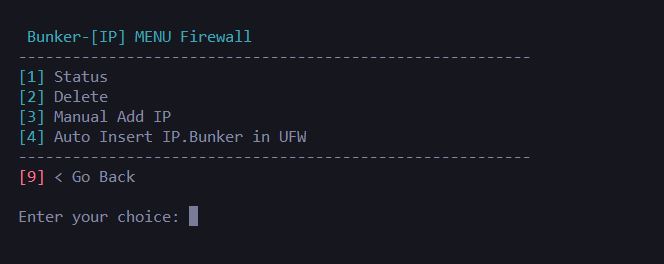 Bunker-[IP] MENU Firewall
---------------------------------------------------------
[1] Status
[2] Delete
[3] Manual Add IP
[4] Auto Insert IP.Bunker in UFW
---------------------------------------------------------
[9] < Go Back
Enter your choice: